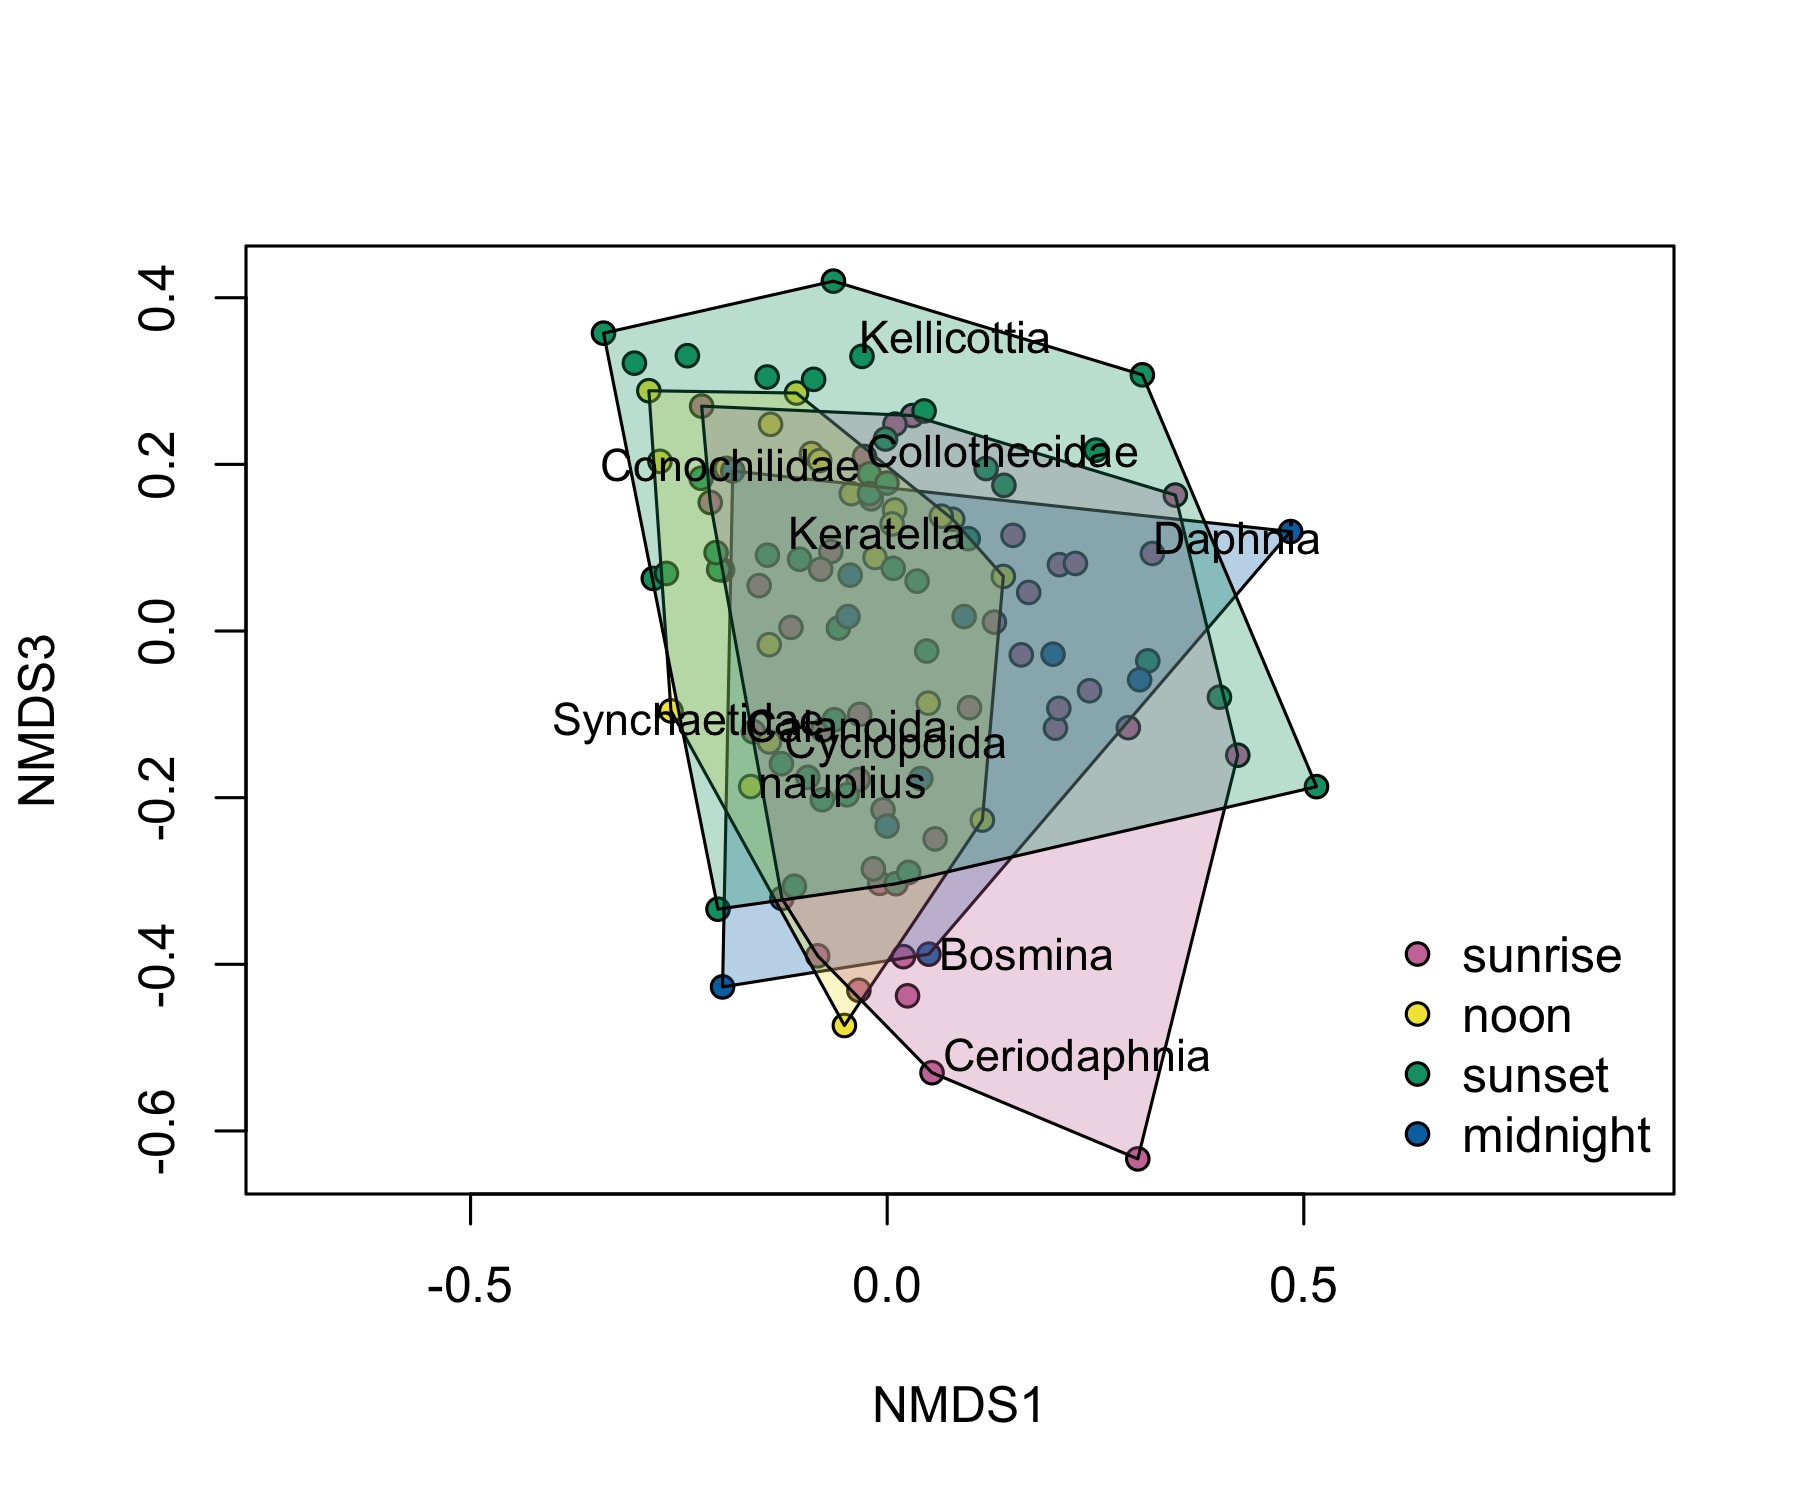 0.4
0.2
0.0
-0.2
-0.4
-0.6
NMDS3
Kellicottia
Collothecidae
Conochilidae
Keratella
Daphnia
Synchaetidae
Calanoida
Cyclopoida
nauplius
Bosmina
Ceriodaphnia
sunrise
noon
sunset
midnight
-0.5
0.0
0.5
NMDS1